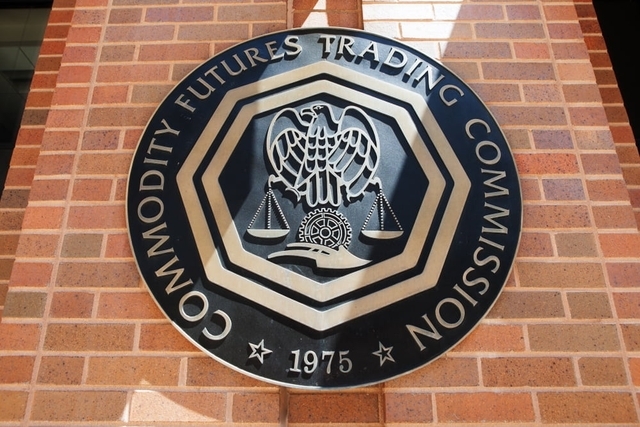 COMMODITY FUTURES TRADING COMMISSION
1975